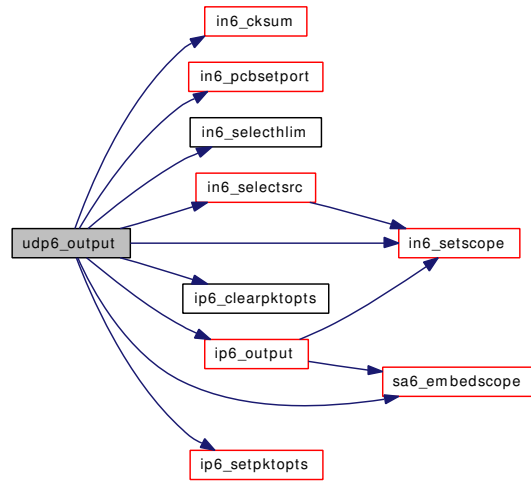 in6_cksum
in6_pcbsetport
in6_selecthlim
in6_selectsrc
udp6_output
in6_setscope
ip6_clearpktopts
ip6_output
sa6_embedscope
ip6_setpktopts